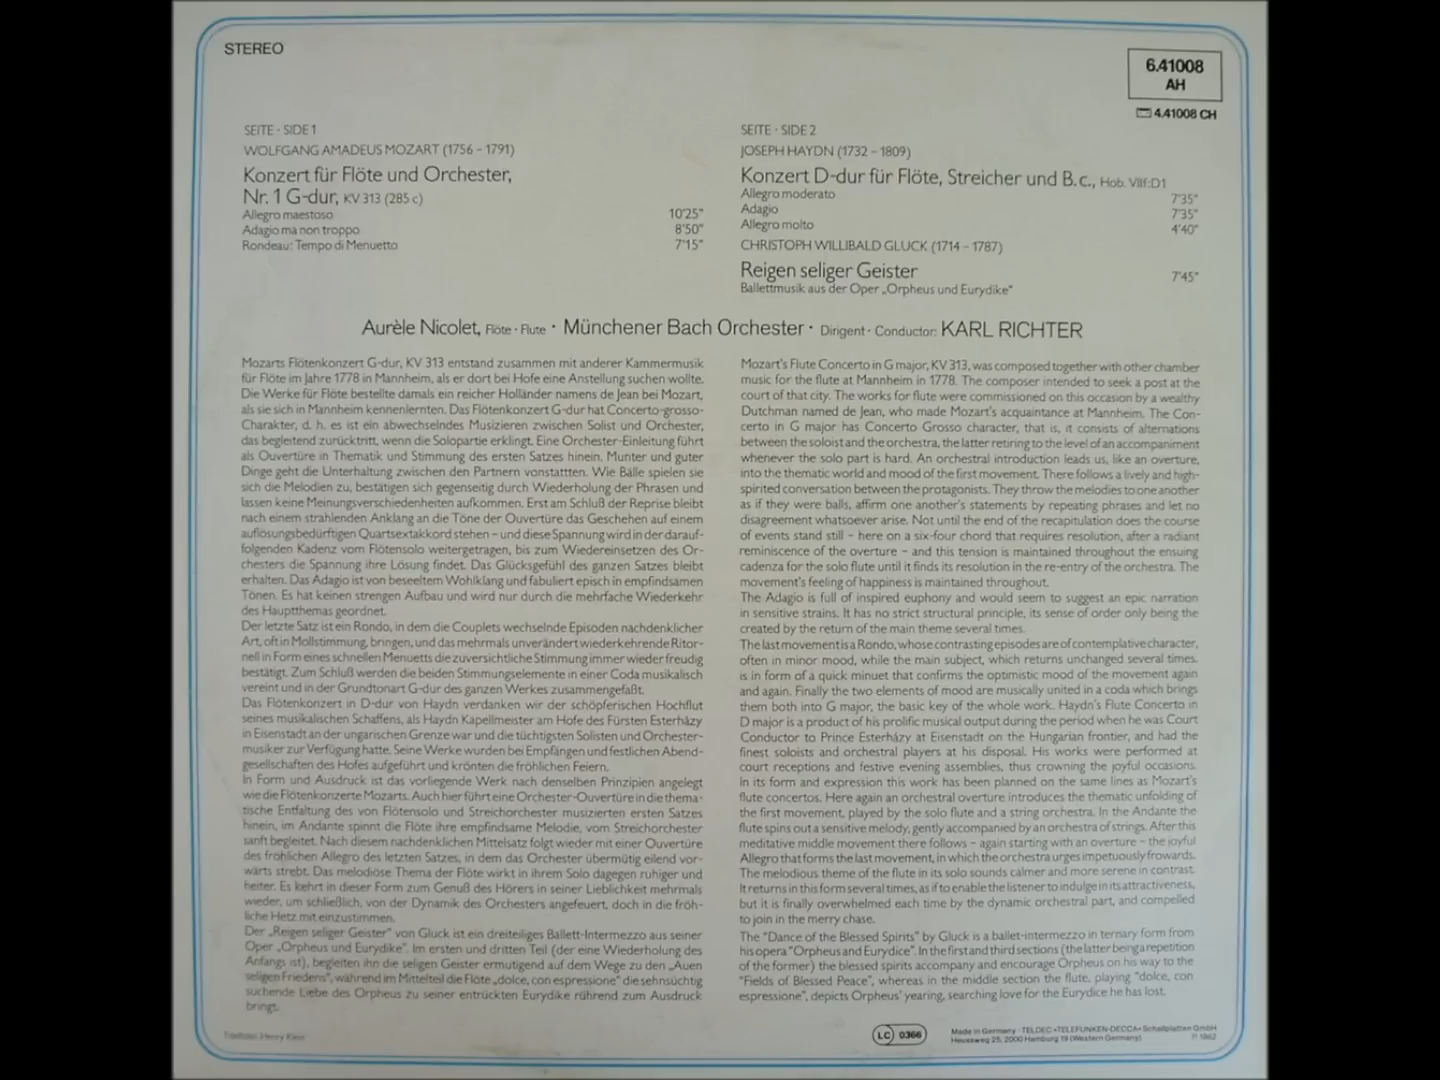 STEREO
6.41008
AH
4.41008 CH
SEITE · SIDE 1
WOLFGANG AMADEUS MOZART (1756 – 1791)
Konzert für Flöte und Orchester,
Nr. 1 G-dur, KV 313 (285 c)
Allegro maestoso 10'25"
Adagio ma non troppo 8'50"
Rondeau: Tempo di Menuetto 7'15"
SEITE · SIDE 2
JOSEPH HAYDN (1732 – 1809)
Konzert D-dur für Flöte, Streicher und B. c., Hob. VIIf:D1
Allegro moderato 7'35"
Adagio 7'35"
Allegro molto 4'40"
CHRISTOPH WILLIBALD GLUCK (1714 – 1787)
Reigen seliger Geister 7'45"
Ballettmusik aus der Oper „Orpheus und Eurydike"
Aurèle Nicolet, Flöte · Flute · Münchener Bach Orchester · Dirigent · Conductor: KARL RICHTER
Mozarts Flötenkonzert G-dur, KV 313 entstand zusammen mit anderer Kammermusik
für Flöte im Jahre 1778 in Mannheim, als er dort bei Hofe eine Anstellung suchen wollte.
Die Werke für Flöte bestellte damals ein reicher Holländer namens de Jean bei Mozart,
als sie sich in Mannheim kennenlernten. Das Flötenkonzert G-dur hat Concerto-grosso-
Charakter, d. h. es ist ein abwechselndes Musizieren zwischen Solist und Orchester,
das begleitend zurücktritt, wenn die Solopartie erklingt. Eine Orchester-Einleitung führt
als Ouvertüre in Thematik und Stimmung des ersten Satzes hinein. Munter und guter
Dinge geht die Unterhaltung zwischen den Partnern vonstattten. Wie Bälle spielen sie
sich die Melodien zu, bestätigen sich gegenseitig durch Wiederholung der Phrasen und
lassen keine Meinungsverschiedenheiten aufkommen. Erst am Schluß der Reprise bleibt
nach einem strahlenden Anklang an die Töne der Ouvertüre das Geschehen auf einem
auflösungsbedürftigen Quartsextakkord stehen – und diese Spannung wird in der darauf-
folgenden Kadenz vom Flötensolo weitergetragen, bis zum Wiedereinsetzen des Or-
chesters die Spannung ihre Lösung findet. Das Glücksgefühl des ganzen Satzes bleibt
erhalten. Das Adagio ist von beseeltem Wohlklang und fabuliert episch in empfindsamen
Tönen. Es hat keinen strengen Aufbau und wird nur durch die mehrfache Wiederkehr
des Hauptthemas geordnet.
Der letzte Satz ist ein Rondo, in dem die Couplets wechselnde Episoden nachdenklicher
Art, oft in Mollstimmung, bringen, und das mehrmals unverändert wiederkehrende Ritor-
nell in Form eines schnellen Menuetts die zuversichtliche Stimmung immer wieder freudig
bestätigt. Zum Schluß werden die beiden Stimmungselemente in einer Coda musikalisch
vereint und in der Grundtonart G-dur des ganzen Werkes zusammengefaßt.
Das Flötenkonzert in D-dur von Haydn verdanken wir der schöpferischen Hochflut
seines musikalischen Schaffens, als Haydn Kapellmeister am Hofe des Fürsten Esterházy
in Eisenstadt an der ungarischen Grenze war und die tüchtigsten Solisten und Orchester-
musiker zur Verfügung hatte. Seine Werke wurden bei Empfängen und festlichen Abend-
gesellschaften des Hofes aufgeführt und krönten die fröhlichen Feiern.
In Form und Ausdruck ist das vorliegende Werk nach denselben Prinzipien angelegt
wie die Flötenkonzerte Mozarts. Auch hier führt eine Orchester-Ouvertüre in die thema-
tische Entfaltung des von Flötensolo und Streichorchester musizierten ersten Satzes
hinein, im Andante spinnt die Flöte ihre empfindsame Melodie, vom Streichorchester
sanft begleitet. Nach diesem nachdenklichen Mittelsatz folgt wieder mit einer Ouvertüre
des fröhlichen Allegro des letzten Satzes, in dem das Orchester übermütig eilend vor-
wärts strebt. Das melodiöse Thema der Flöte wirkt in ihrem Solo dagegen ruhiger und
heiter. Es kehrt in dieser Form zum Genuß des Hörers in seiner Lieblichkeit mehrmals
wieder, um schließlich, von der Dynamik des Orchesters angefeuert, doch in die fröh-
liche Hetz mit einzustimmen.
Der „Reigen seliger Geister" von Gluck ist ein dreiteiliges Ballett-Intermezzo aus seiner
Oper „Orpheus und Eurydike". Im ersten und dritten Teil (der eine Wiederholung des
Anfangs ist), begleiten ihn die seligen Geister ermutigend auf dem Wege zu den „Auen
seligen Friedens", während im Mittelteil die Flöte „dolce, con espressione" die sehnsüchtig
suchende Liebe des Orpheus zu seiner entrückten Eurydike rührend zum Ausdruck
bringt.
Mozart's Flute Concerto in G major, KV 313, was composed together with other chamber
music for the flute at Mannheim in 1778. The composer intended to seek a post at the
court of that city. The works for flute were commissioned on this occasion by a wealthy
Dutchman named de Jean, who made Mozart's acquaintance at Mannheim. The Con-
certo in G major has Concerto Grosso character, that is, it consists of alternations
between the soloist and the orchestra, the latter retiring to the level of an accompaniment
whenever the solo part is hard. An orchestral introduction leads us, like an overture,
into the thematic world and mood of the first movement. There follows a lively and high-
spirited conversation between the protagonists. They throw the melodies to one another
as if they were balls, affirm one another's statements by repeating phrases and let no
disagreement whatsoever arise. Not until the end of the recapitulation does the course
of events stand still – here on a six-four chord that requires resolution, after a radiant
reminiscence of the overture – and this tension is maintained throughout the ensuing
cadenza for the solo flute until it finds its resolution in the re-entry of the orchestra. The
movement's feeling of happiness is maintained throughout.
The Adagio is full of inspired euphony and would seem to suggest an epic narration
in sensitive strains. It has no strict structural principle, its sense of order only being the
created by the return of the main theme several times.
The last movement is a Rondo, whose contrasting episodes are of contemplative character,
often in minor mood, while the main subject, which returns unchanged several times,
is in form of a quick minuet that confirms the optimistic mood of the movement again
and again. Finally the two elements of mood are musically united in a coda which brings
them both into G major, the basic key of the whole work. Haydn's Flute Concerto in
D major is a product of his prolific musical output during the period when he was Court
Conductor to Prince Esterházy at Eisenstadt on the Hungarian frontier, and had the
finest soloists and orchestral players at his disposal. His works were performed at
court receptions and festive evening assemblies, thus crowning the joyful occasions.
In its form and expression this work has been planned on the same lines as Mozart's
flute concertos. Here again an orchestral overture introduces the thematic unfolding of
the first movement, played by the solo flute and a string orchestra. In the Andante the
flute spins out a sensitive melody, gently accompanied by an orchestra of strings. After this
meditative middle movement there follows – again starting with an overture – the joyful
Allegro that forms the last movement, in which the orchestra urges impetuously frowards.
The melodious theme of the flute in its solo sounds calmer and more serene in contrast.
It returns in this form several times, as if to enable the listener to indulge in its attractiveness,
but it is finally overwhelmed each time by the dynamic orchestral part, and compelled
to join in the merry chase.
The "Dance of the Blessed Spirits" by Gluck is a ballet-intermezzo in ternary form from
his opera "Orpheus and Eurydice". In the first and third sections (the latter being a repetition
of the former) the blessed spirits accompany and encourage Orpheus on his way to the
"Fields of Blessed Peace", whereas in the middle section the flute, playing "dolce, con
espressione", depicts Orpheus' yearing, searching love for the Eurydice he has lost.
Titelfoto: Henry Klein
LC 0366
Made in Germany · TELDEC »TELEFUNKEN-DECCA« Schallplatten GmbH
Heussweg 25, 2000 Hamburg 19 (Western Germany) ℗ 1962